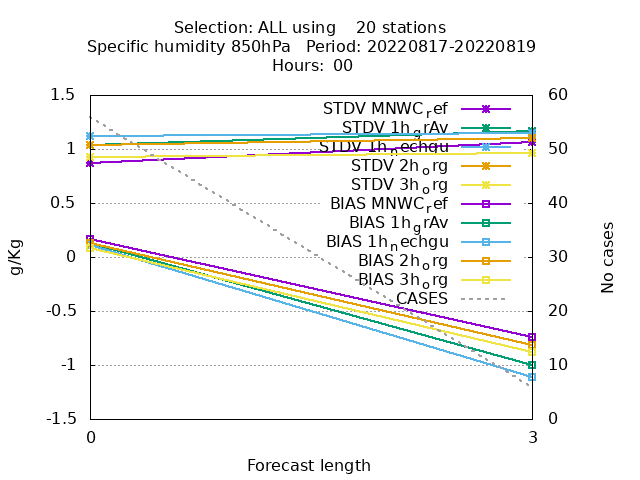 Selection: ALL using    20 stations
Specific humidity 850hPa   Period: 20220817-20220819
Hours:  00
1.5
1
0.5
0
-0.5
-1
-1.5
g/Kg
STDV MNWC_ref
STDV 1h_grAv
STDV 1h_nechgu
STDV 2h_org
STDV 3h_org
BIAS MNWC_ref
BIAS 1h_grAv
BIAS 1h_nechgu
BIAS 2h_org
BIAS 3h_org
CASES
60
50
40
30
20
10
0
No cases
0
3
Forecast length